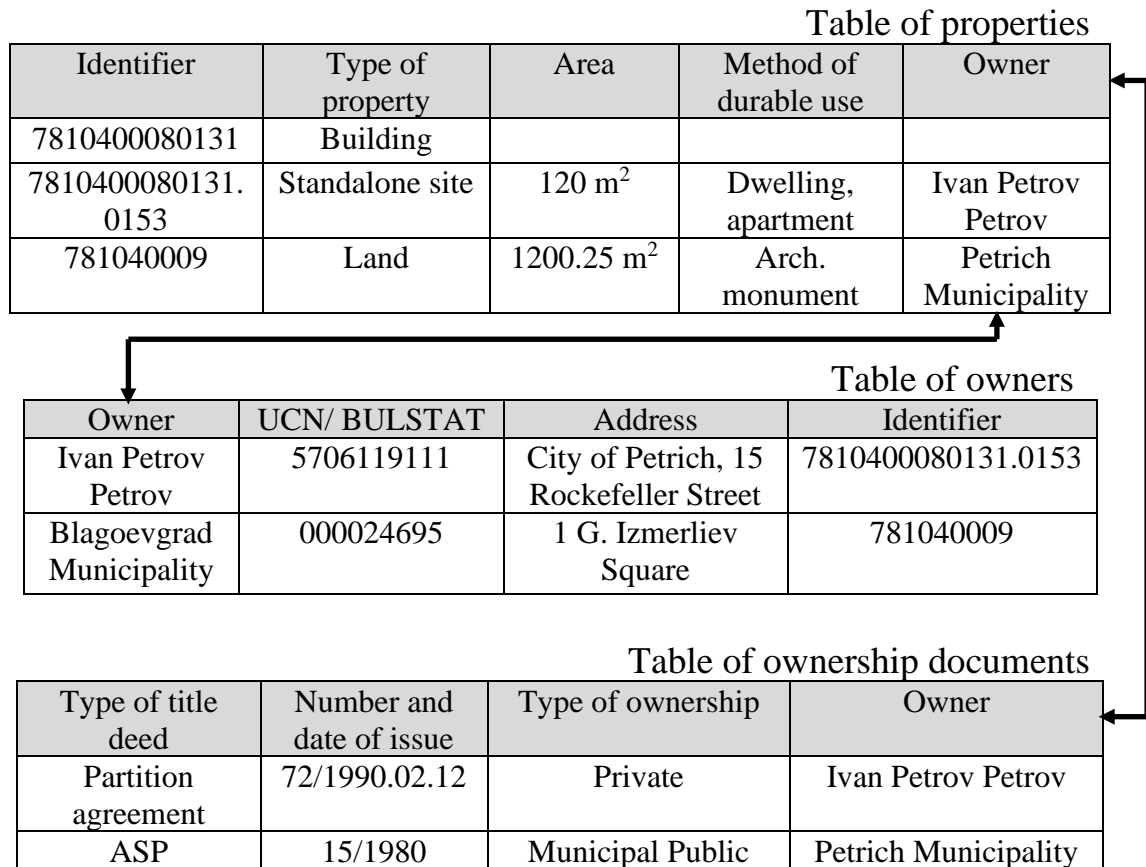 Table of properties
Identifier Type of property Area Method of durable use Owner
7810400080131 Building
7810400080131.0153 Standalone site 120 m² Dwelling, apartment Ivan Petrov Petrov
781040009 Land 1200.25 m² Arch. monument Petrich Municipality
Table of owners
Owner UCN/ BULSTAT Address Identifier
Ivan Petrov Petrov 5706119111 City of Petrich, 15 Rockefeller Street 7810400080131.0153
Blagoevgrad Municipality 000024695 1 G. Izmerliev Square 781040009
Table of ownership documents
Type of title deed Number and date of issue Type of ownership Owner
Partition agreement 72/1990.02.12 Private Ivan Petrov Petrov
ASP 15/1980 Municipal Public Petrich Municipality